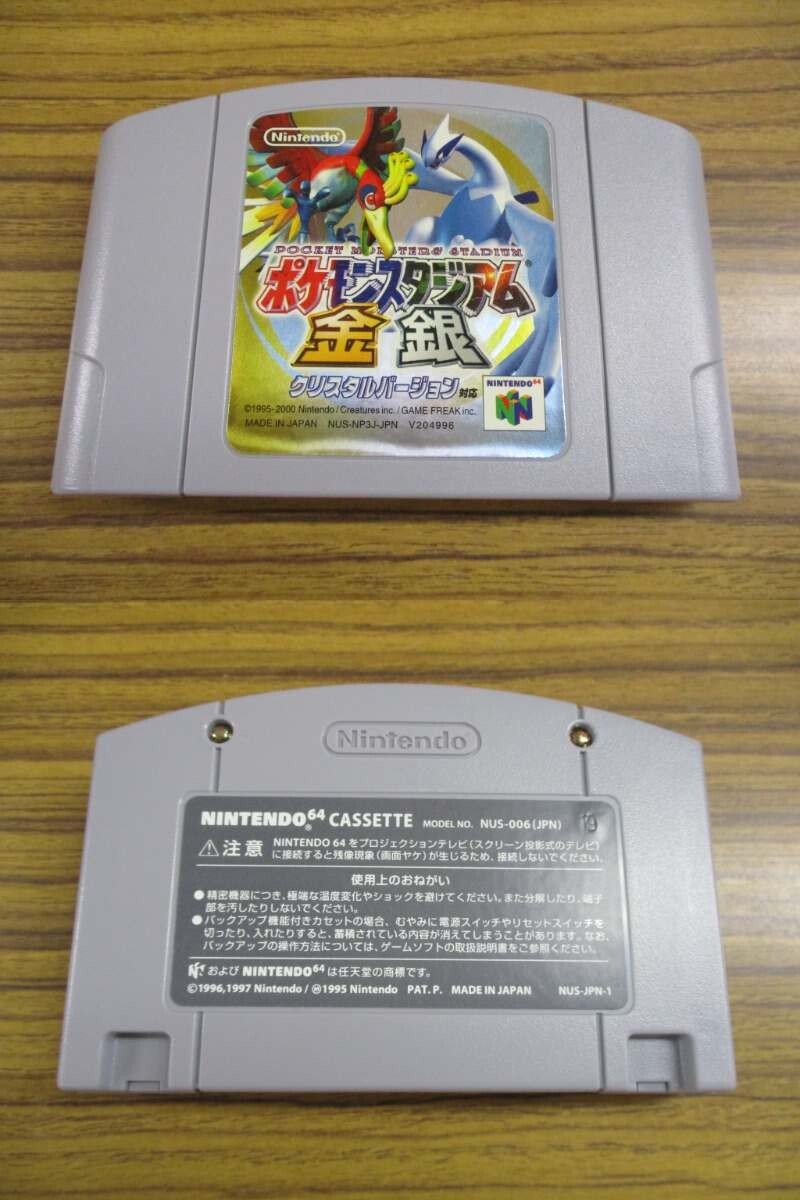 Nintendo
POCKET MONSTERS STADIUM
ポケモンスタジアム
金 銀
クリスタルバージョン対応
NINTENDO 64
©1995-2000 Nintendo/Creatures inc./GAME FREAK inc.
MADE IN JAPAN NUS-NP3J-JPN V204996
Nintendo
NINTENDO 64 CASSETTE MODEL NO. NUS-006(JPN)
⚠注意 NINTENDO 64 をプロジェクションテレビ(スクリーン投影式のテレビ)
に接続すると残像現象(画面ヤケ)が生じるため、接続しないでください。
使用上のおねがい
●精密機器につき、極端な温度変化やショックを避けてください。また分解したり、端子
部を汚したりしないでください。
●バックアップ機能付きカセットの場合、むやみに電源スイッチやリセットスイッチを
切ったり、入れたりすると、蓄積されている内容が消えてしまうことがあります。なお、
バックアップの操作方法については、ゲームソフトの取扱説明書をご参照ください。
および NINTENDO 64 は任天堂の商標です。
©1996,1997 Nintendo/Ⓜ1995 Nintendo PAT. P. MADE IN JAPAN NUS-JPN-1